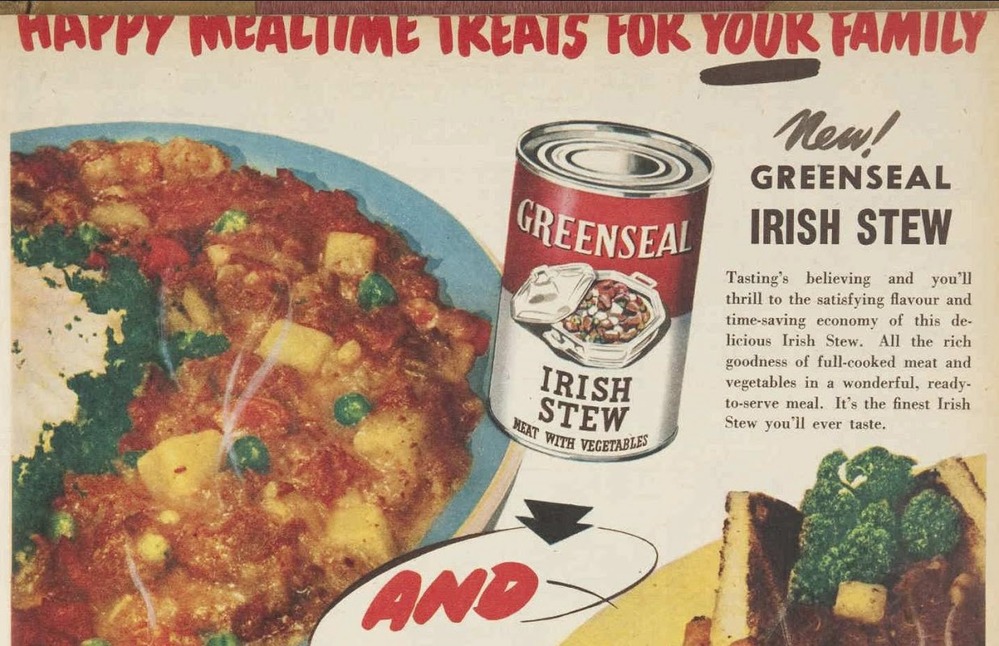 HAPPY MEALTIME TREATS FOR YOUR FAMILY
New!
GREENSEAL
IRISH STEW
Tasting's believing and you'll
thrill to the satisfying flavour and
time-saving economy of this de-
licious Irish Stew. All the rich
goodness of full-cooked meat and
vegetables in a wonderful, ready-
to-serve meal. It's the finest Irish
Stew you'll ever taste.
GREENSEAL
IRISH
STEW
MEAT WITH VEGETABLES
AND